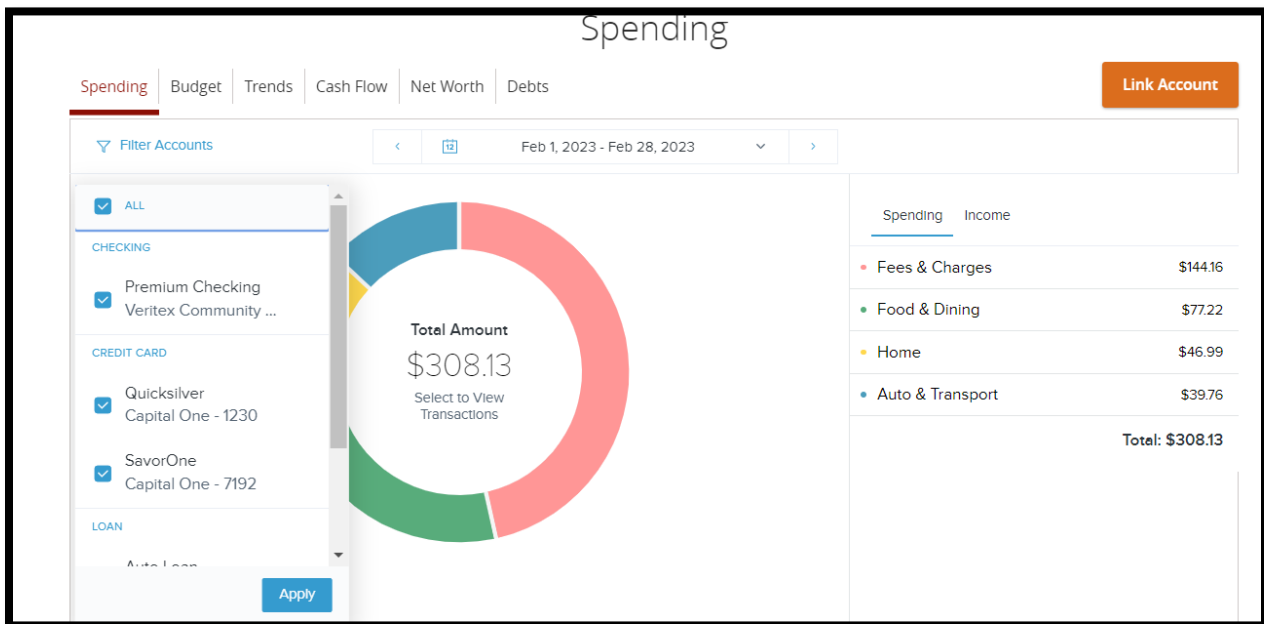 Spending
Spending Budget Trends Cash Flow Net Worth Debts
Link Account
Filter Accounts
12
Feb 1, 2023 - Feb 28, 2023
ALL
CHECKING
Premium Checking
Veritex Community ...
CREDIT CARD
Quicksilver
Capital One - 1230
SavorOne
Capital One - 7192
LOAN
Auto Loan
Apply
Total Amount
$308.13
Select to View
Transactions
Spending Income
Fees & Charges $144.16
Food & Dining $77.22
Home $46.99
Auto & Transport $39.76
Total: $308.13